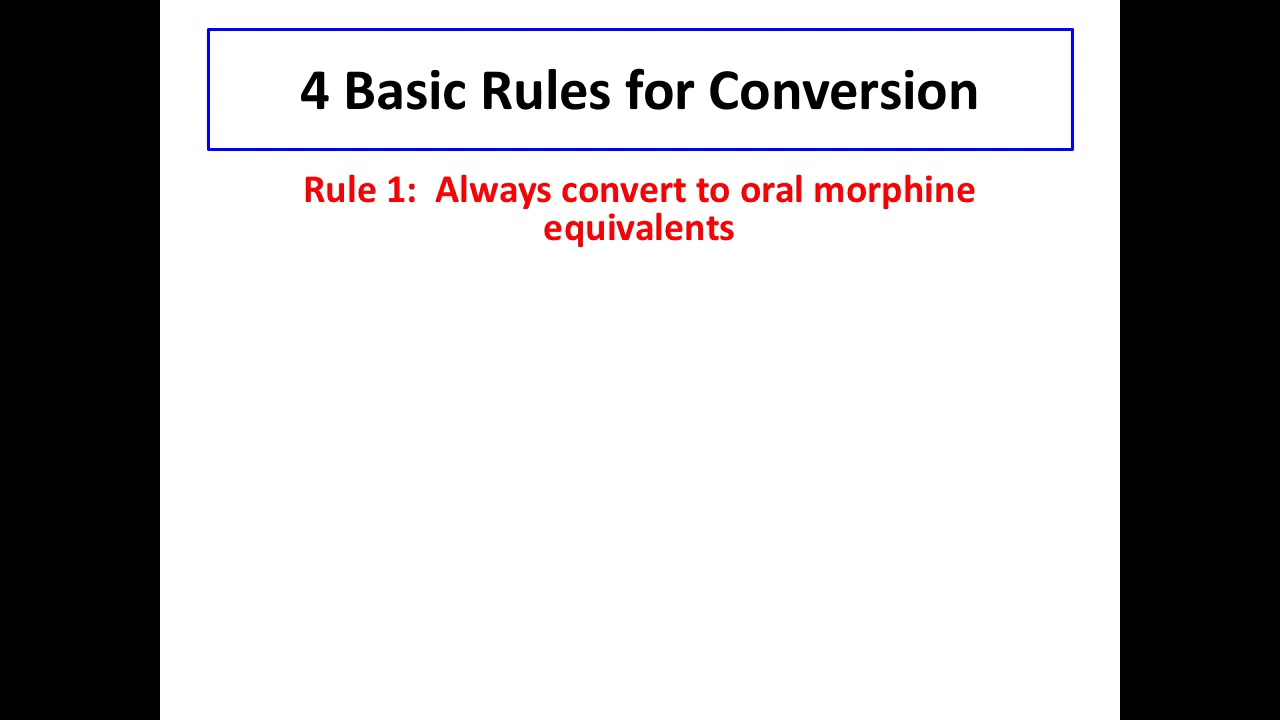 4 Basic Rules for Conversion
Rule 1:  Always convert to oral morphine
equivalents